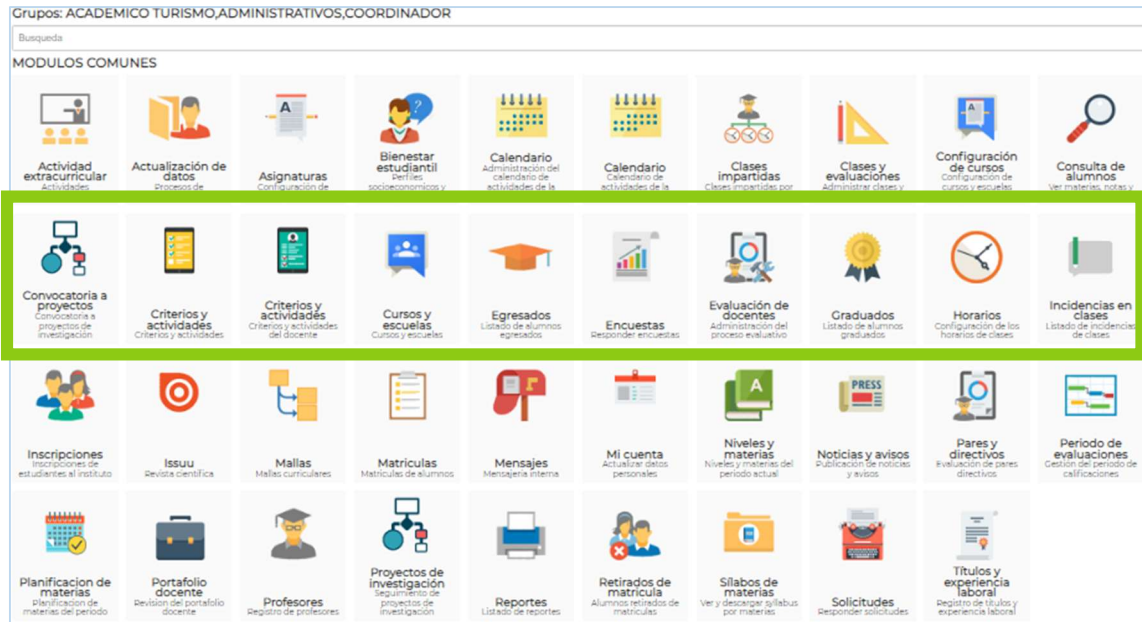 Grupos: ACADEMICO TURISMO,ADMINISTRATIVOS,COORDINADOR
Busqueda
MODULOS COMUNES
Actividad
extracurricular
Actividades
Actualización de
datos
Procesos de
Asignaturas
Configuración de
Bienestar
estudiantil
Perfiles
socioeconomicos y
Calendario
Administración del
calendario de
actividades de la
Calendario
Calendario de
actividades de la
Clases
impartidas
Clases impartidas por
Clases y
evaluaciones
Administrar clases y
Configuración
de cursos
Configuración de
cursos y escuelas
Consulta de
alumnos
Ver materias, notas y
Convocatoria a
proyectos
Convocatoria a
proyectos de
investigación
Criterios y
actividades
Criterios y actividades
Criterios y
actividades
Criterios y actividades
del docente
Cursos y
escuelas
Cursos y escuelas
Egresados
Listado de alumnos
egresados
Encuestas
Responder encuestas
Evaluación de
docentes
Administración del
proceso evaluativo
Graduados
Listado de alumnos
graduados
Horarios
Configuración de los
horarios de clases
Incidencias en
clases
Listado de incidencias
de clases
Inscripciones
Inscripciones de
estudiantes al instituto
Issuu
Revista científica
Mallas
Mallas curriculares
Matriculas
Matriculas de alumnos
Mensajes
Mensajeria interna
Mi cuenta
Actualizar datos
personales
Niveles y
materias
Niveles y materias del
periodo actual
PRESS
Noticias y avisos
Publicación de noticias
y avisos
Pares y
directivos
Evaluación de pares
directivos
Periodo de
evaluaciones
Gestion del periodo de
calificaciones
Planificacion de
materias
Planificacion de
materias del periodo
Portafolio
docente
Revision del portafolio
docente
Profesores
Registro de profesores
Proyectos de
investigación
Seguimiento de
proyectos de
investigación
Reportes
Listado de reportes
Retirados de
matricula
Alumnos retirados de
matriculas
Sílabos de
materias
Ver y descargar syllabus
por materias
Solicitudes
Responder solicitudes
Títulos y
experiencia
laboral
Registro de titulos y
experiencia laboral